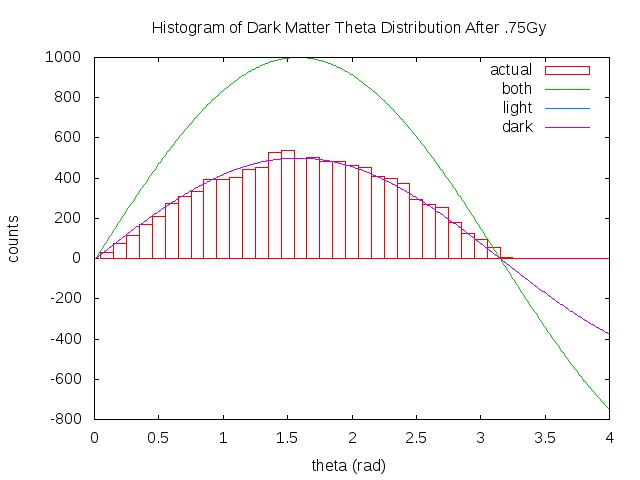 Histogram of Dark Matter Theta Distribution After .75Gy
1000
800
600
400
200
0
-200
-400
-600
-800
counts
actual
both
light
dark
0 0.5 1 1.5 2 2.5 3 3.5 4
theta (rad)